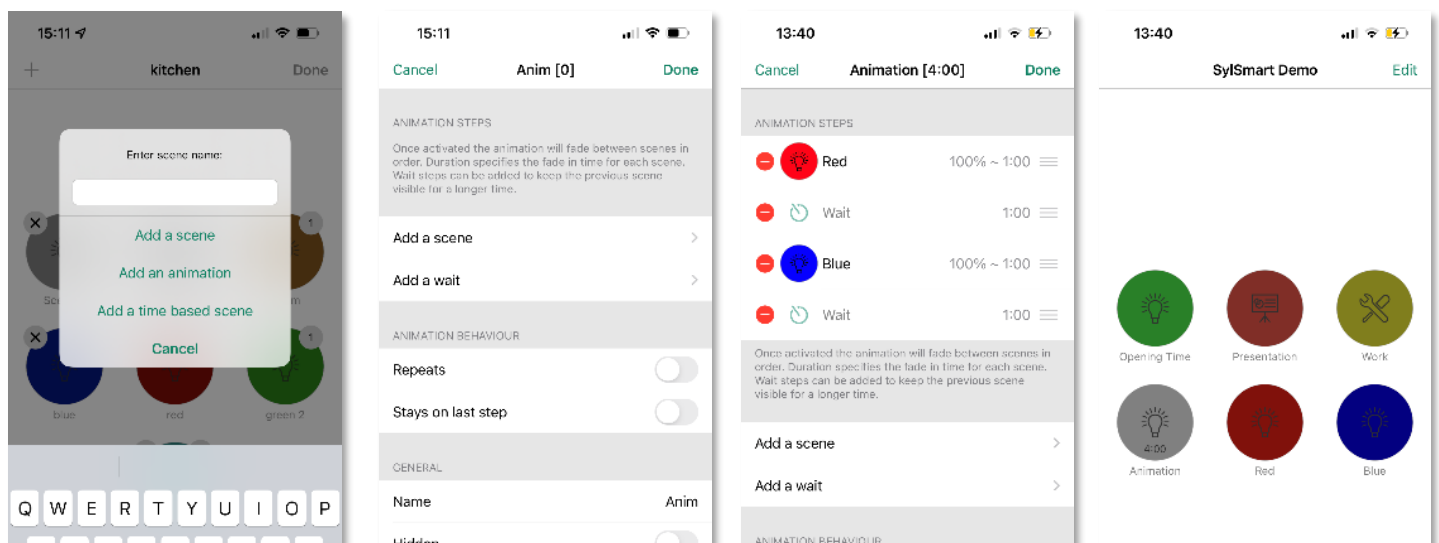 15:11
kitchen
Done
Enter scene name:
Add a scene
Add an animation
Add a time based scene
Cancel
1
1
blue
red
green 2
Q W E R T Y U I O P
15:11
Cancel
Anim [0]
Done
ANIMATION STEPS
Once activated the animation will fade between scenes in
order. Duration specifies the fade in time for each scene.
Wait steps can be added to keep the previous scene
visible for a longer time.
Add a scene
Add a wait
ANIMATION BEHAVIOUR
Repeats
Stays on last step
GENERAL
Name
Anim
Hidden
13:40
Cancel
Animation [4:00]
Done
ANIMATION STEPS
Red
100% ~ 1:00
Wait
1:00
Blue
100% ~ 1:00
Wait
1:00
Once activated the animation will fade between scenes in
order. Duration specifies the fade in time for each scene.
Wait steps can be added to keep the previous scene
visible for a longer time.
Add a scene
Add a wait
ANIMATION BEHAVIOUR
13:40
SylSmart Demo
Edit
Opening Time
Presentation
Work
4:00
Animation
Red
Blue